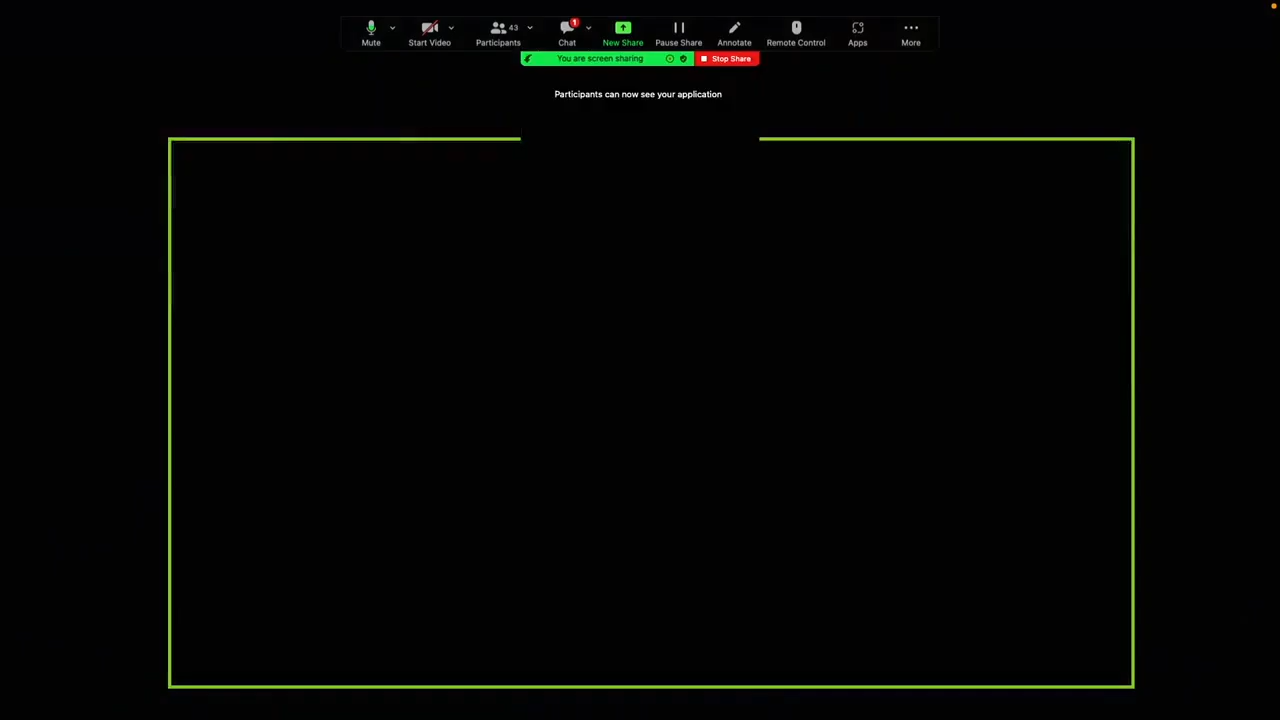 43
1
Mute
Start Video
Participants
Chat
New Share
Pause Share
Annotate
Remote Control
Apps
More
You are screen sharing
Stop Share
Participants can now see your application